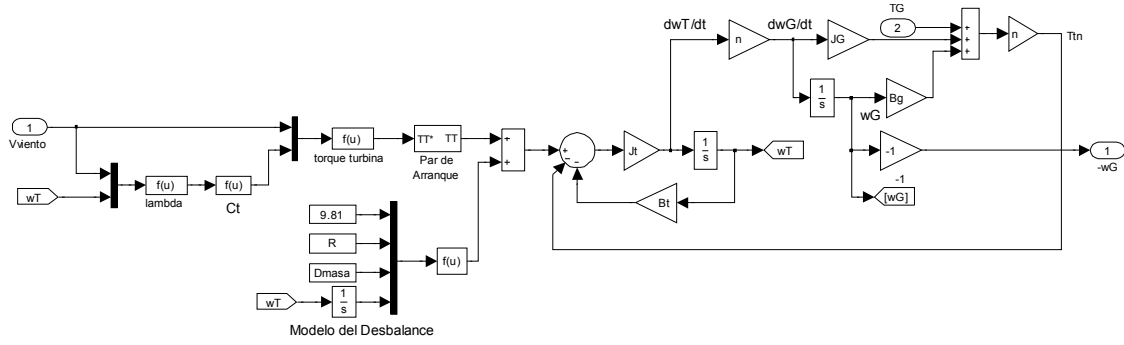 1
Vviento
wT
f(u)
lambda
f(u)
Ct
f(u)
torque turbina
TT* TT
Par de
Arranque
+
+
9.81
R
Dmasa
wT
1
s
f(u)
Modelo del Desbalance
+
−
−
Jt
1
s
wT
Bt
dwT/dt
n
dwG/dt
JG
TG
2
+
+
+
n
Ttn
1
s
wG
Bg
-1
-1
[wG]
1
-wG